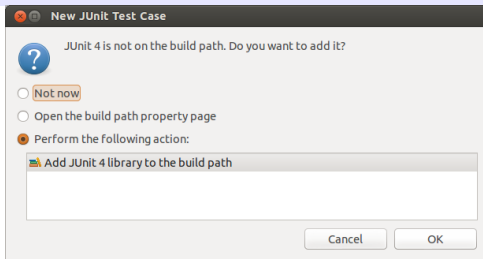 New JUnit Test Case
JUnit 4 is not on the build path. Do you want to add it?
Not now
Open the build path property page
Perform the following action:
Add JUnit 4 library to the build path
Cancel OK